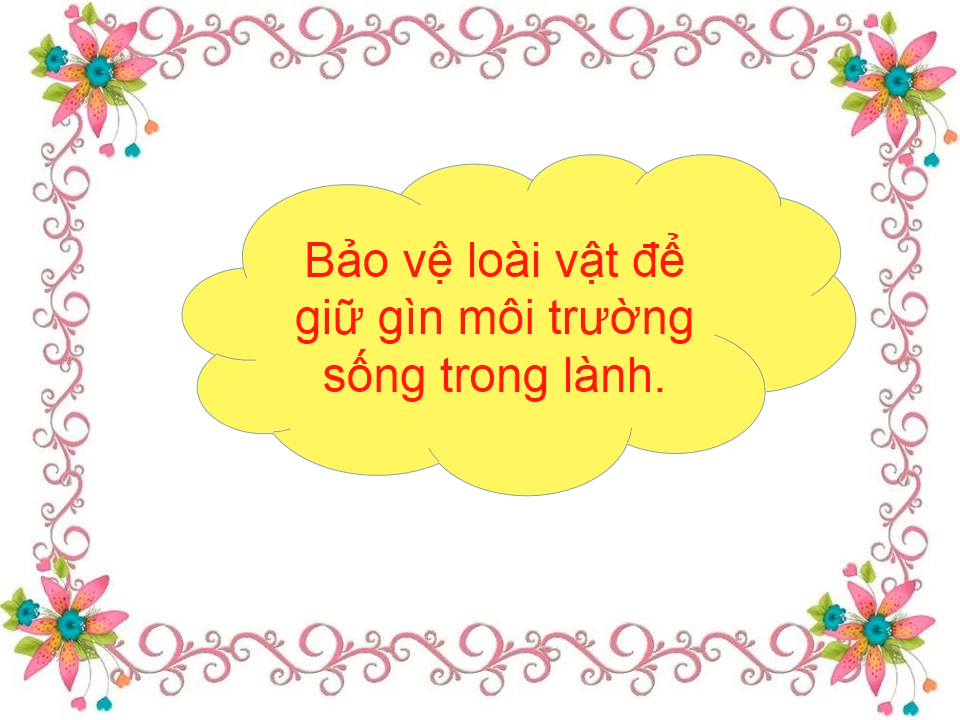 Bảo vệ loài vật để
giữ gìn môi trường
sống trong lành.